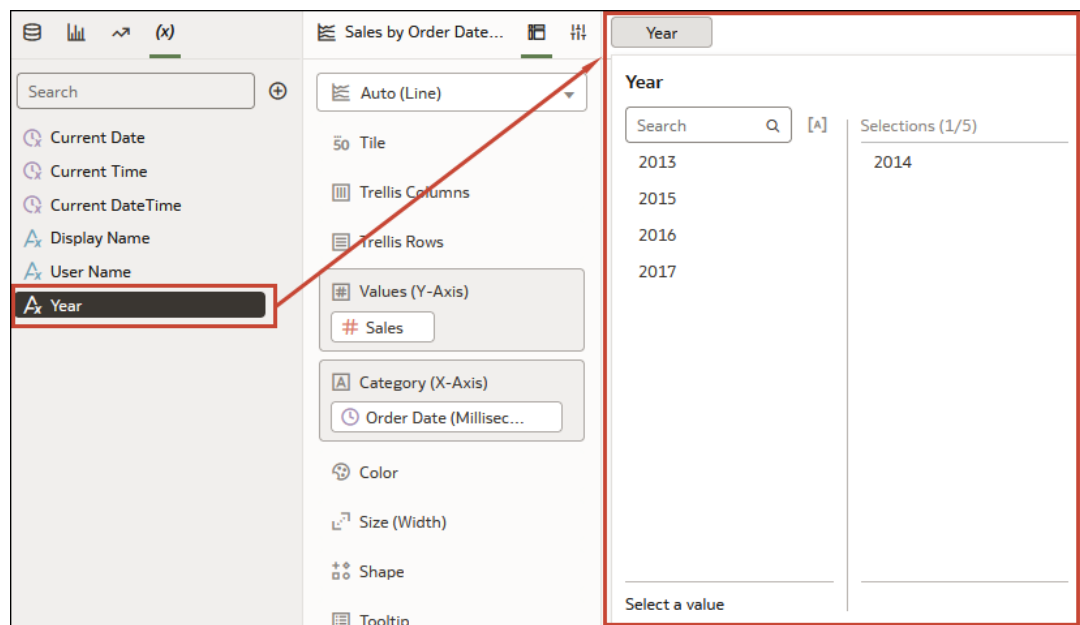 (x)
Search
Current Date
Current Time
Current DateTime
Display Name
User Name
Year
Sales by Order Date...
Auto (Line)
50 Tile
Trellis Columns
Trellis Rows
Values (Y-Axis)
# Sales
A Category (X-Axis)
Order Date (Millisec...
Color
Size (Width)
Shape
Tooltip
Year
Year
Search [A]
2013
2015
2016
2017
Select a value
Selections (1/5)
2014